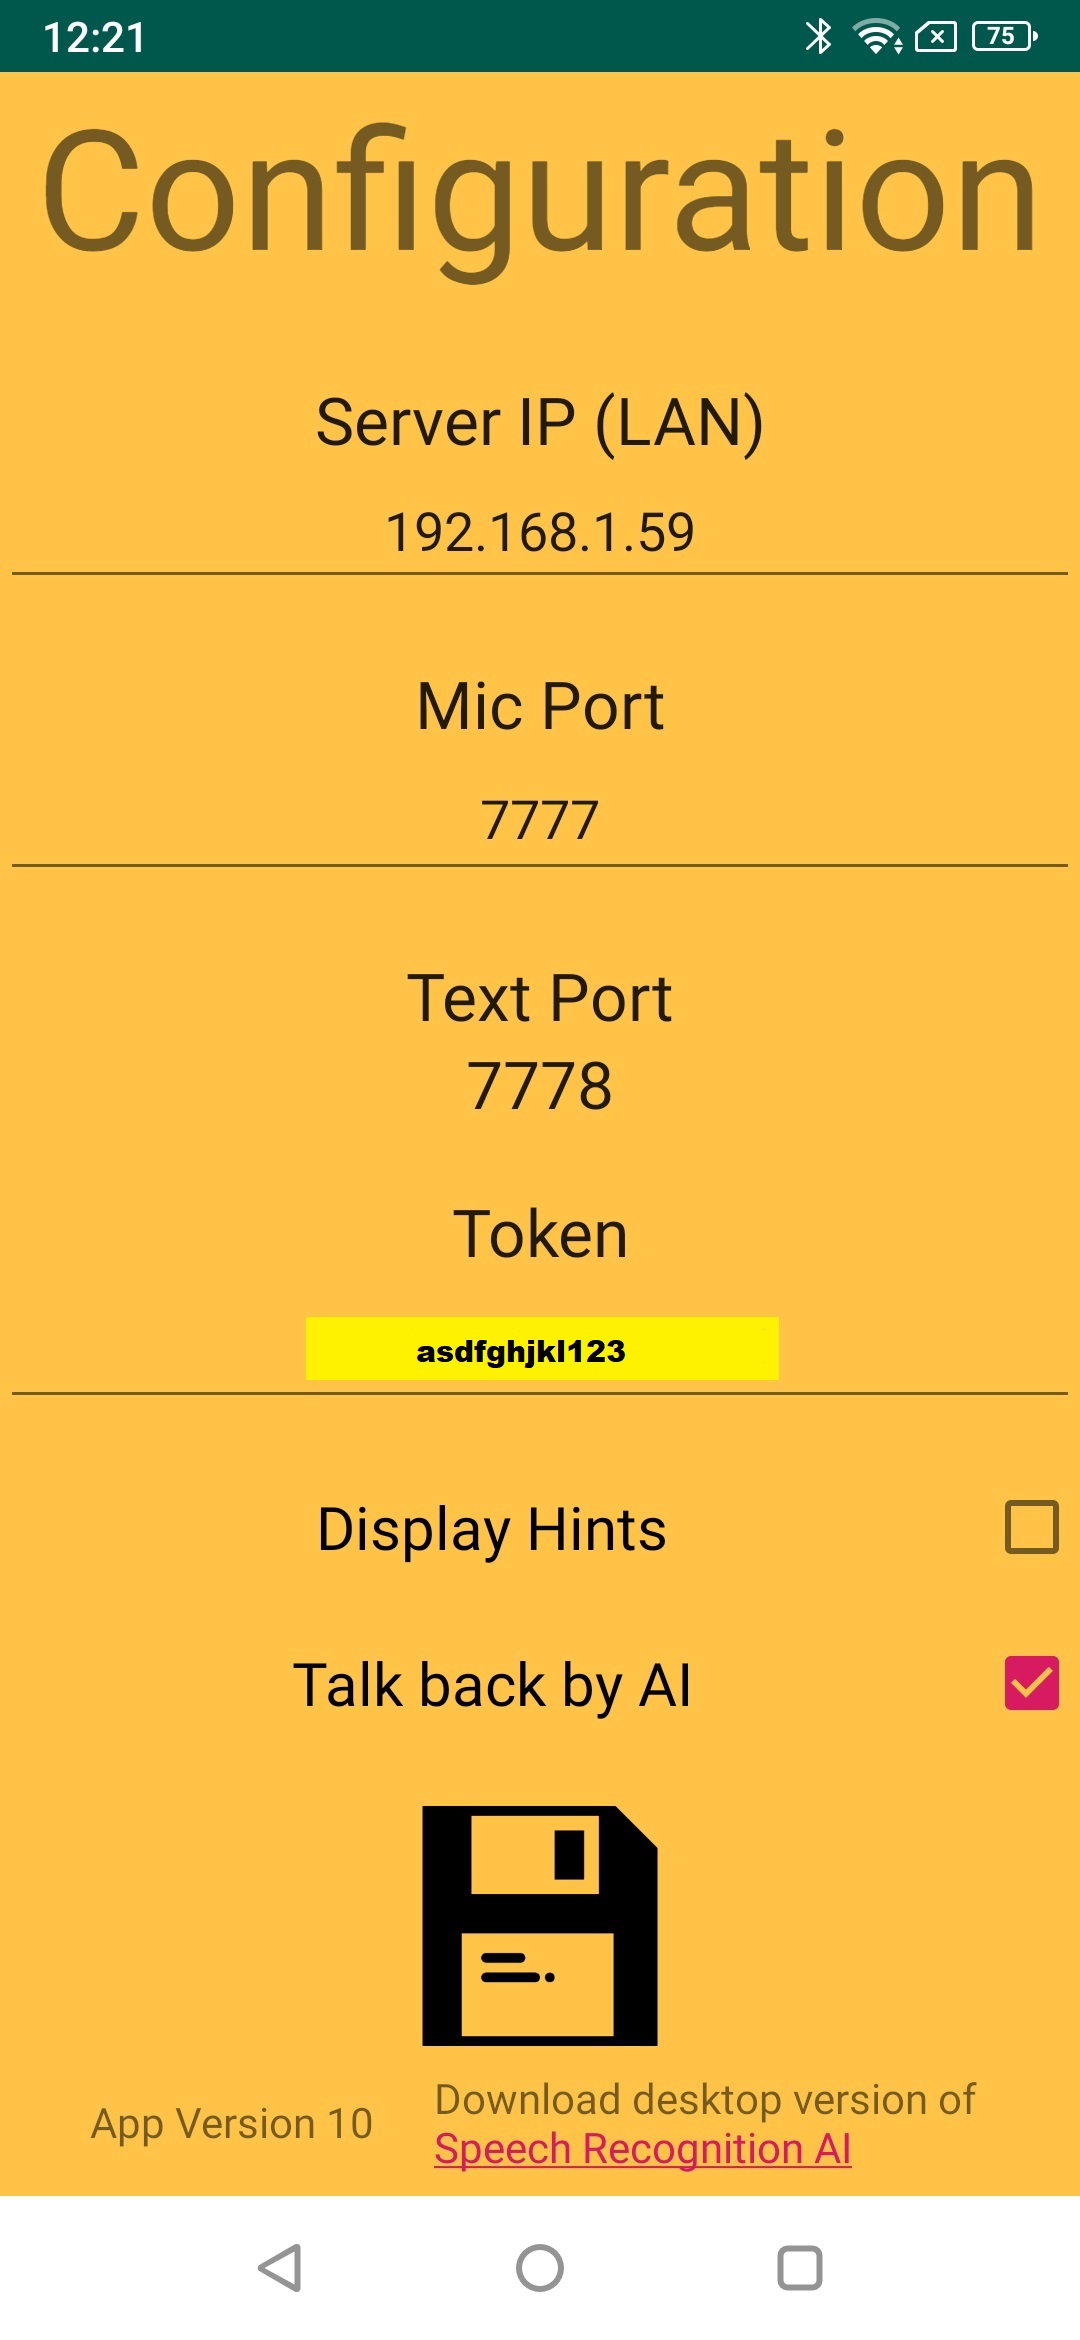 12:21
75
Configuration
Server IP (LAN)
192.168.1.59
Mic Port
7777
Text Port
7778
Token
asdfghjkl123
Display Hints
Talk back by AI
App Version 10
Download desktop version of
Speech Recognition AI